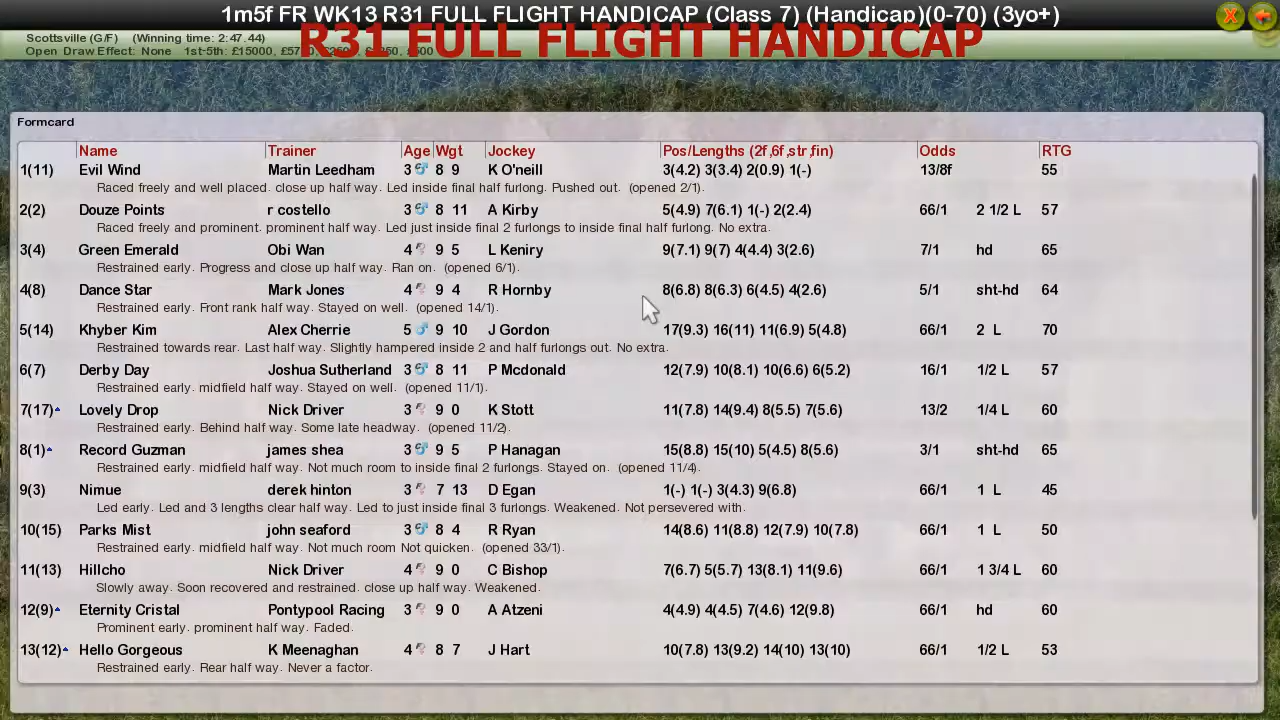 1m5f FR WK13 R31 FULL FLIGHT HANDICAP (Class 7) (Handicap)(0-70) (3yo+)
R31 FULL FLIGHT HANDICAP
Scottsville (G/F) (Winning time: 2:47.44)
Open Draw Effect: None 1st-5th: £15000,
Formcard
Name Trainer Age Wgt Jockey Pos/Lengths (2f,6f,str,fin) Odds RTG
1(11) Evil Wind Martin Leedham 3 8 9 K O'neill 3(4.2) 3(3.4) 2(0.9) 1(-) 13/8f 55
Raced freely and well placed. close up half way. Led inside final half furlong. Pushed out. (opened 2/1).
2(2) Douze Points r costello 3 8 11 A Kirby 5(4.9) 7(6.1) 1(-) 2(2.4) 66/1 2 1/2 L 57
Raced freely and prominent. prominent half way. Led just inside final 2 furlongs to inside final half furlong. No extra.
3(4) Green Emerald Obi Wan 4 9 5 L Keniry 9(7.1) 9(7) 4(4.4) 3(2.6) 7/1 hd 65
Restrained early. Progress and close up half way. Ran on. (opened 6/1).
4(8) Dance Star Mark Jones 4 9 4 R Hornby 8(6.8) 8(6.3) 6(4.5) 4(2.6) 5/1 sht-hd 64
Restrained early. Front rank half way. Stayed on well. (opened 14/1).
5(14) Khyber Kim Alex Cherrie 5 9 10 J Gordon 17(9.3) 16(11) 11(6.9) 5(4.8) 66/1 2 L 70
Restrained towards rear. Last half way. Slightly hampered inside 2 and half furlongs out. No extra.
6(7) Derby Day Joshua Sutherland 3 8 11 P Mcdonald 12(7.9) 10(8.1) 10(6.6) 6(5.2) 16/1 1/2 L 57
Restrained early. midfield half way. Stayed on well. (opened 11/1).
7(17) Lovely Drop Nick Driver 3 9 0 K Stott 11(7.8) 14(9.4) 8(5.5) 7(5.6) 13/2 1/4 L 60
Restrained early. Behind half way. Some late headway. (opened 11/2).
8(1) Record Guzman james shea 3 9 5 P Hanagan 15(8.8) 15(10) 5(4.5) 8(5.6) 3/1 sht-hd 65
Restrained early. midfield half way. Not much room to inside final 2 furlongs. Stayed on. (opened 11/4).
9(3) Nimue derek hinton 3 7 13 D Egan 1(-) 1(-) 3(4.3) 9(6.8) 66/1 1 L 45
Led early. Led and 3 lengths clear half way. Led to just inside final 3 furlongs. Weakened. Not persevered with.
10(15) Parks Mist john seaford 3 8 4 R Ryan 14(8.6) 11(8.8) 12(7.9) 10(7.8) 66/1 1 L 50
Restrained early. midfield half way. Not much room Not quicken. (opened 33/1).
11(13) Hillcho Nick Driver 4 9 0 C Bishop 7(6.7) 5(5.7) 13(8.1) 11(9.6) 66/1 1 3/4 L 60
Slowly away. Soon recovered and restrained. close up half way. Weakened.
12(9) Eternity Cristal Pontypool Racing 3 9 0 A Atzeni 4(4.9) 4(4.5) 7(4.6) 12(9.8) 66/1 hd 60
Prominent early. prominent half way. Faded.
13(12) Hello Gorgeous K Meenaghan 4 8 7 J Hart 10(7.8) 13(9.2) 14(10) 13(10) 66/1 1/2 L 53
Restrained early. Rear half way. Never a factor.